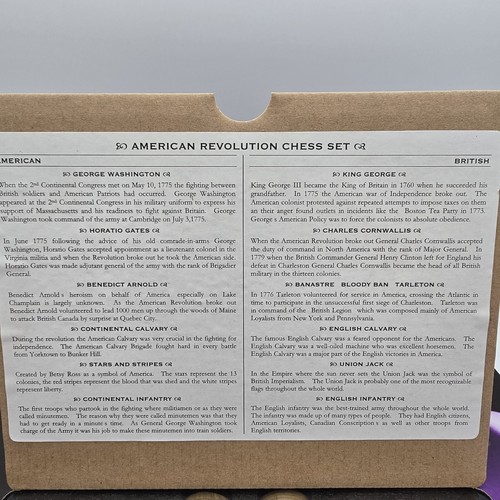 AMERICAN REVOLUTION CHESS SET
AMERICAN
GEORGE WASHINGTON
When the 2nd Continental Congress met on May 10, 1775 the fighting between
British soldiers and American Patriots had occurred. George Washington
appeared at the 2nd Continental Congress in his military uniform to express his
support of Massachusetts and his readiness to fight against Britain. George
Washington took command of the army at Cambridge on July 3,1775.
HORATIO GATES
In June 1775 following the advice of his old comrade-in-arms George
Washington, Horatio Gates accepted appointment as a lieutenant colonel in the
Virginia militia and when the Revolution broke out he took the American side.
Horatio Gates was made adjutant general of the army with the rank of Brigadier
General.
BENEDICT ARNOLD
Benedict Arnold s heroism on behalf of America especially on Lake
Champlain is largely unknown. As the American Revolution broke out
Benedict Arnold volunteered to lead 1000 men up through the woods of Maine
to attack British Canada by surprise at Quebec City.
CONTINENTAL CALVARY
During the revolution the American Calvary was very crucial in the fighting for
independence. The American Calvary Brigade fought hard in every battle
from Yorktown to Bunker Hill.
STARS AND STRIPES
Created by Betsy Ross as a symbol of America. The stars represent the 13
colonies, the red stripes represent the blood that was shed and the white stripes
represent liberty.
CONTINENTAL INFANTRY
The first troops who partook in the fighting where militiamen or as they were
called minutemen. The reason why they were called minutemen was that they
had to get ready in a minute s time. As General George Washington took
charge of the Army it was his job to make these minutemen into train soldiers.
BRITISH
KING GEORGE
King George III became the King of Britain in 1760 when he succeeded his
grandfather. In 1775 the American war of Independence broke out. The
American colonist protested against repeated attempts to impose taxes on them
an their anger found outlets in incidents like the Boston Tea Party in 1773.
George s American Policy was to force the colonists to absolute obedience.
CHARLES CORNWALLIS
When the American Revolution broke out General Charles Cornwallis accepted
the duty of command in North America with the rank of Major General. In
1779 when the British Commander General Henry Clinton left for England his
defeat in Charleston General Charles Cornwallis became the head of all British
military in the thirteen colonies.
BANASTRE BLOODY BAN TARLETON
In 1776 Tarleton volunteered for service in America, crossing the Atlantic in
time to participate in the unsuccessful first siege of Charleston. Tarleton was
in command of the British Legion which was composed mainly of American
Loyalists from New York and Pennsylvania.
ENGLISH CALVARY
The famous English Calvary was a feared opponent for the Americans. The
English Calvary was a well-oiled machine who was excellent horsemen. The
English Calvary was a major part of the English victories in America.
UNION JACK
In the Empire where the sun never sets the Union Jack was the symbol of
British Imperialism. The Union Jack is probably one of the most recognizable
flags throughout the whole world.
ENGLISH INFANTRY
The English infantry was the best-trained army throughout the whole world.
The infantry was made up of many types of people. They had English citizens,
American Loyalists, Canadian Conscription s as well as other troops from
English territories.